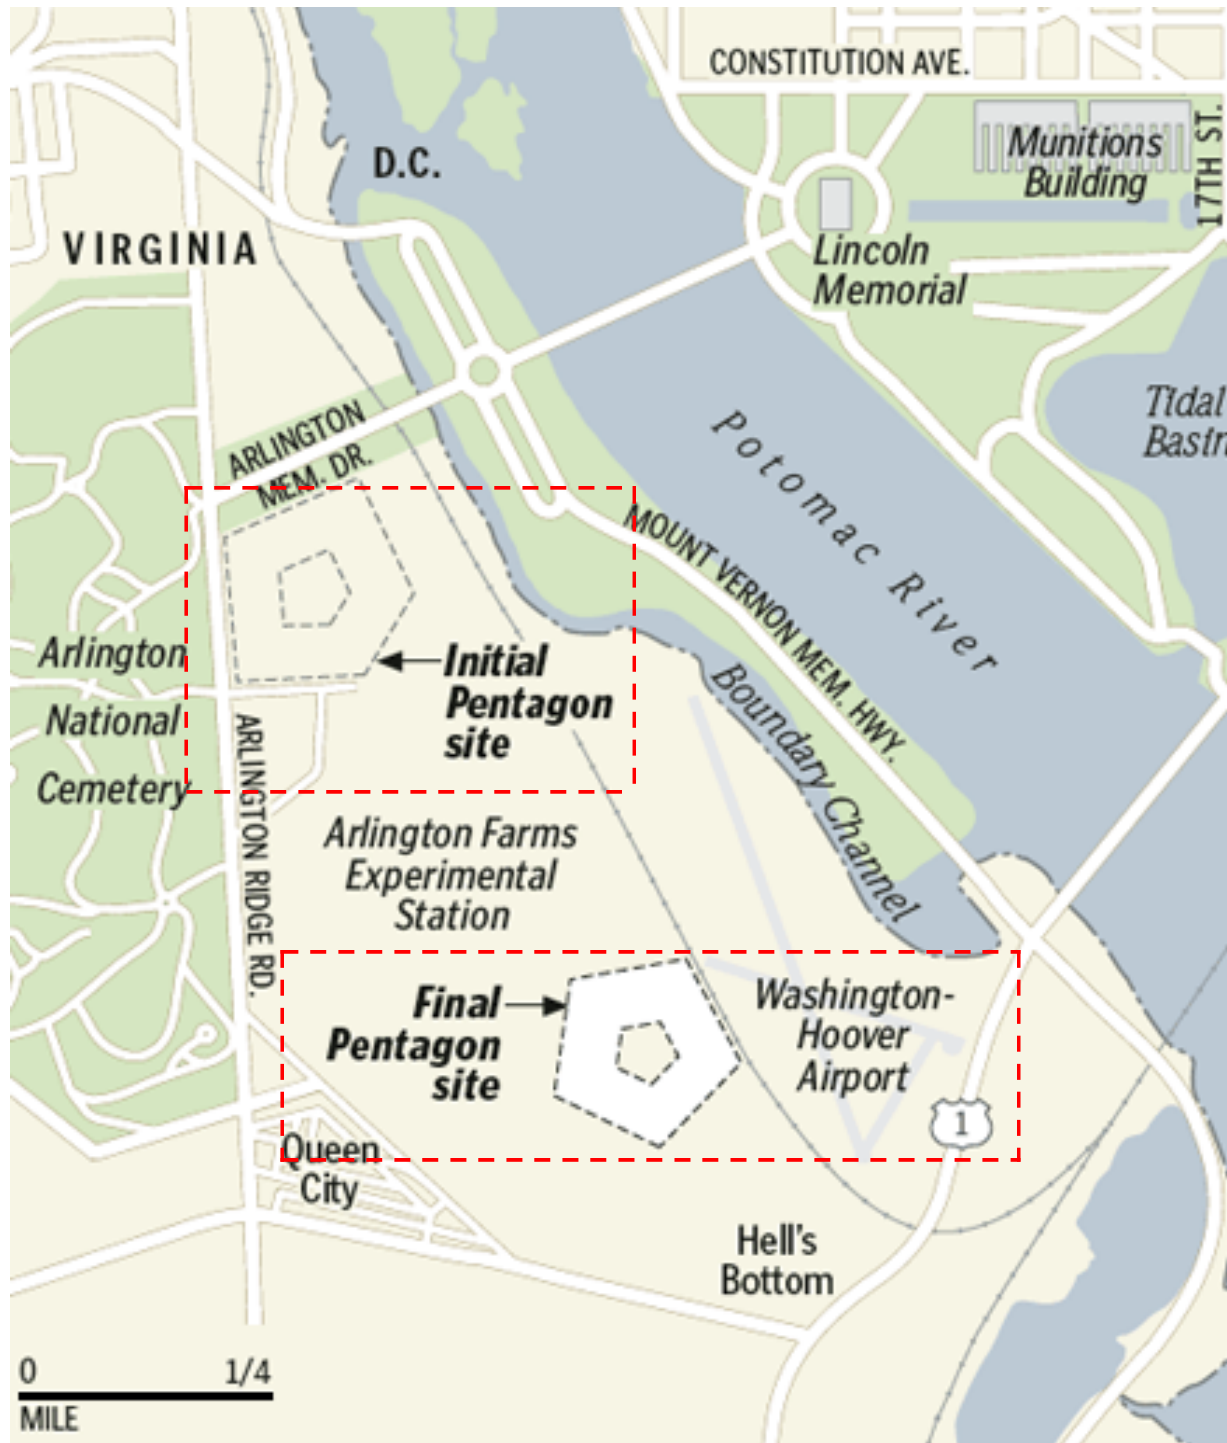 CONSTITUTION AVE.
17TH ST.
Munitions
Building
D.C.
VIRGINIA
Lincoln
Memorial
Tidal
Basin
ARLINGTON
MEM. DR.
Potomac River
MOUNT VERNON MEM. HWY.
Initial
Pentagon
site
Arlington
National
Cemetery
Boundary Channel
ARLINGTON RIDGE RD.
Arlington Farms
Experimental
Station
Final
Pentagon
site
Washington-
Hoover
Airport
1
Queen
City
Hell's
Bottom
0 1/4
MILE